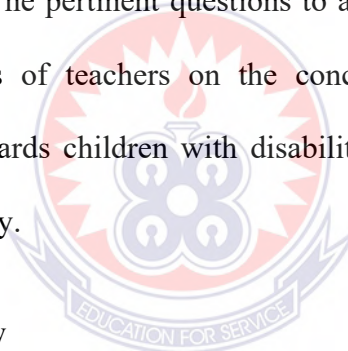 he pertinent questions to a
s of teachers on the conc
ards children with disabilit
y.
EDUCATION FOR SERVICE
y